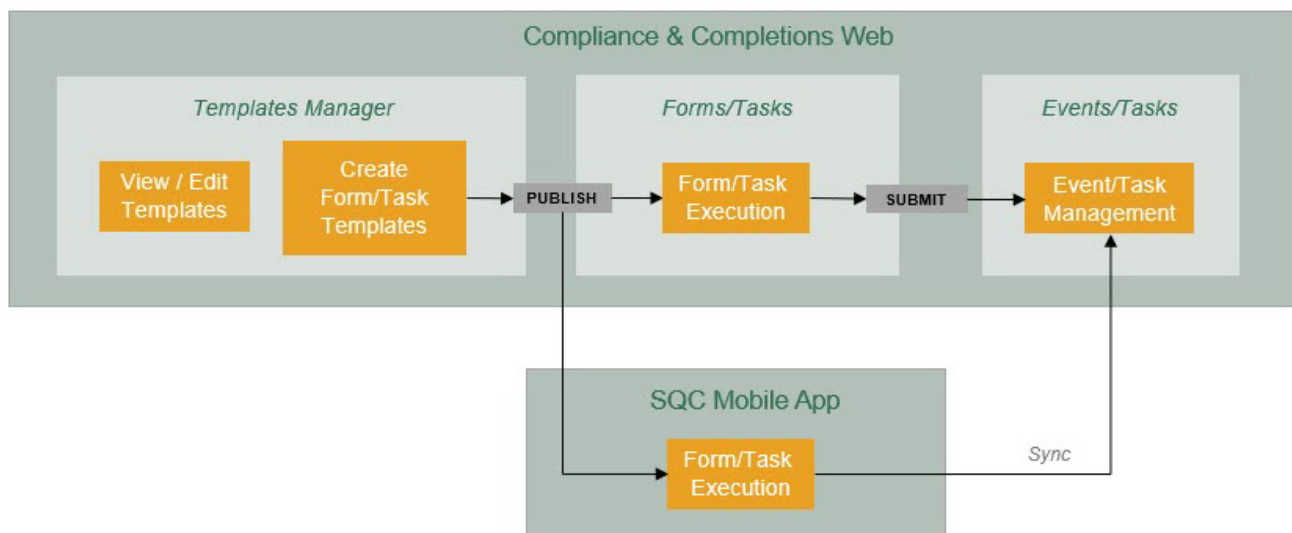 Compliance & Completions Web
Templates Manager
View / Edit
Templates
Create
Form/Task
Templates
PUBLISH
Forms/Tasks
Form/Task
Execution
SUBMIT
Events/Tasks
Event/Task
Management
SQC Mobile App
Form/Task
Execution
Sync